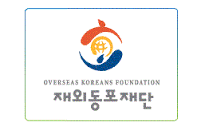 OVERSEAS KOREANS FOUNDATION
재외동포재단